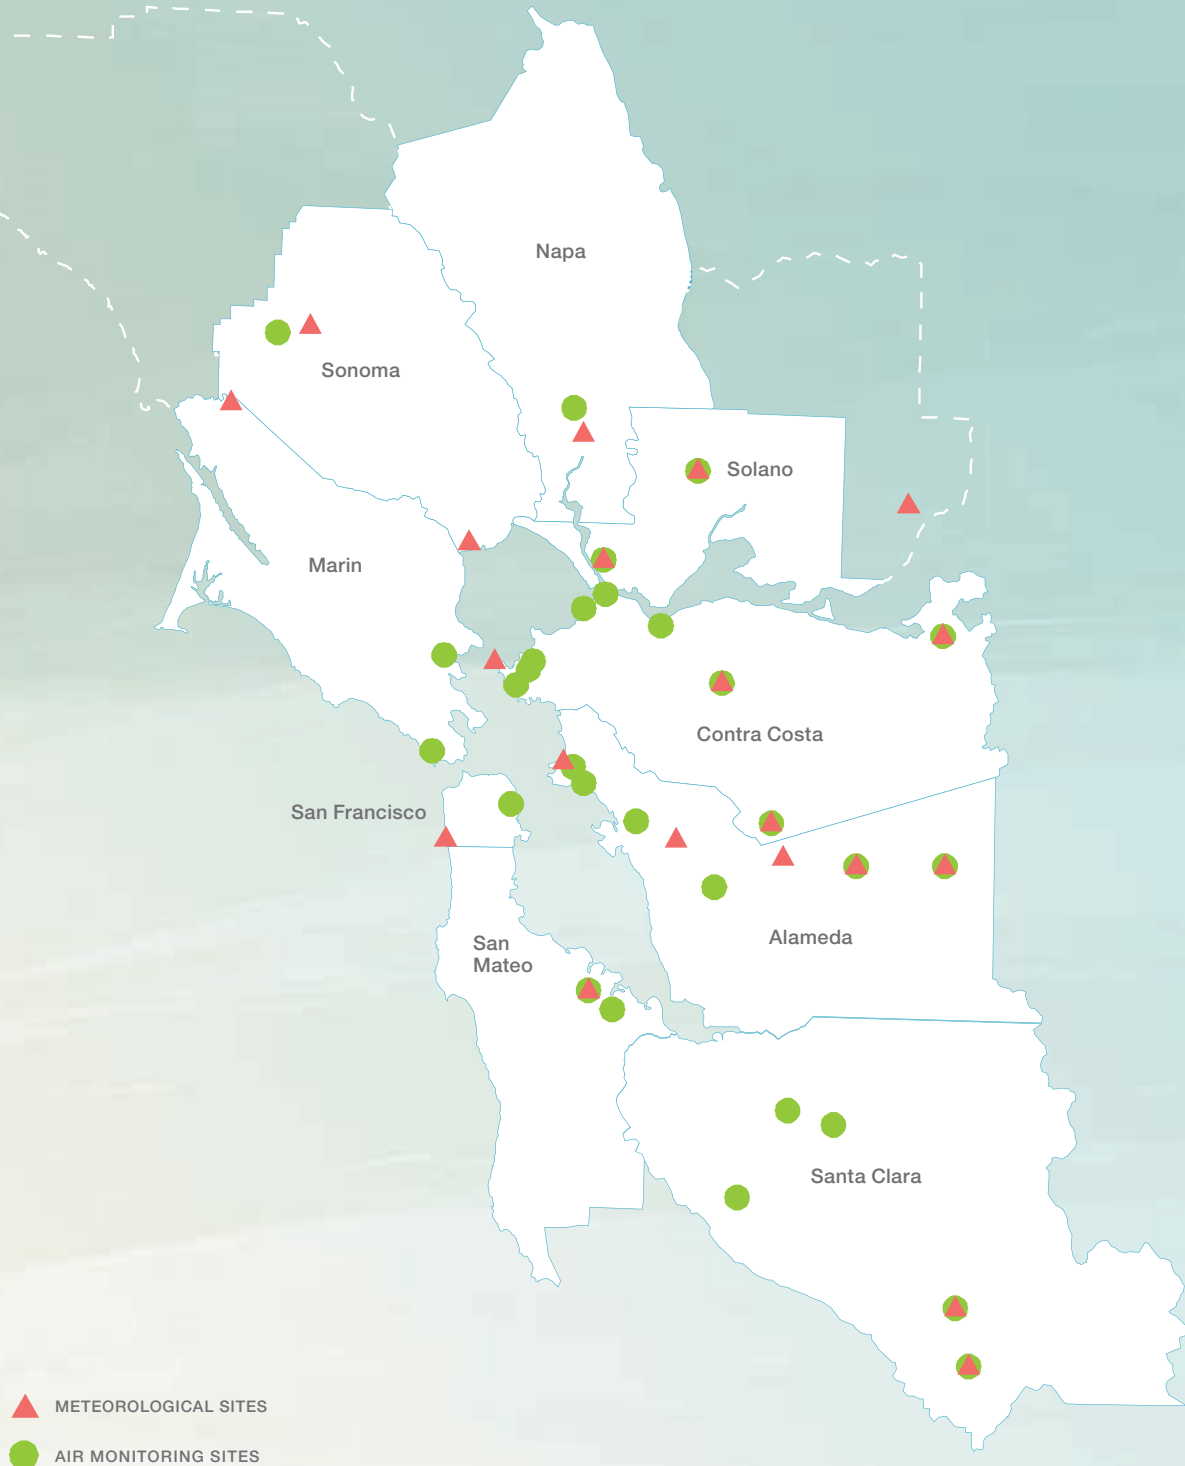 Napa
Sonoma
Solano
Marin
Contra Costa
San Francisco
Alameda
San
Mateo
Santa Clara
METEOROLOGICAL SITES
AIR MONITORING SITES